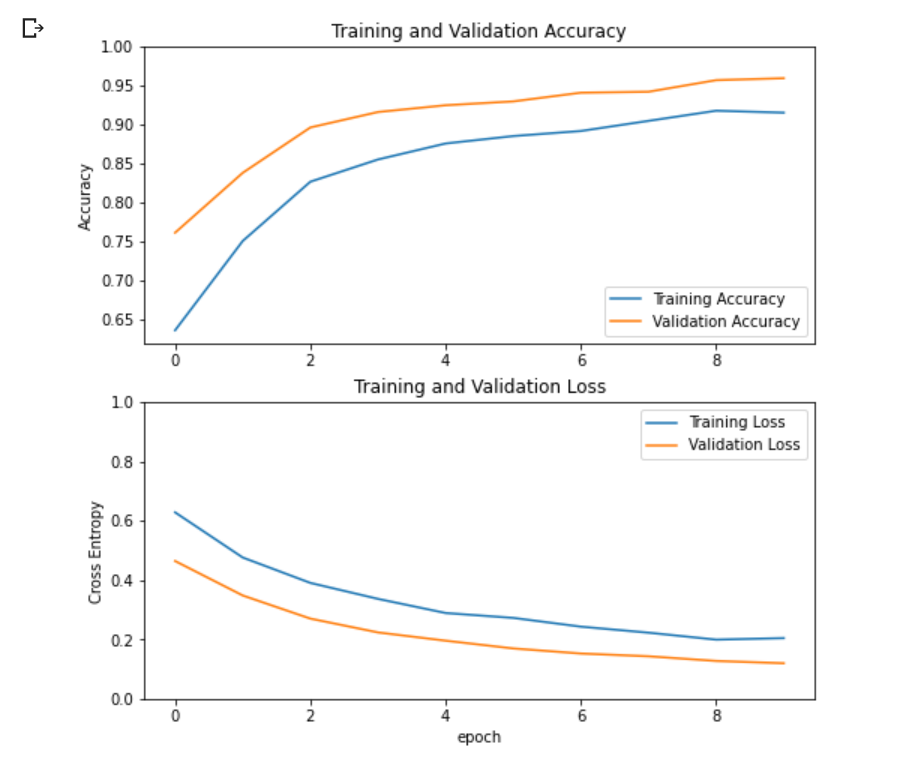 Training and Validation Accuracy
1.00
0.95
0.90
0.85
0.80
0.75
0.70
0.65
Accuracy
Training Accuracy
Validation Accuracy
0 2 4 6 8
Training and Validation Loss
1.0
0.8
0.6
0.4
0.2
0.0
Cross Entropy
Training Loss
Validation Loss
0 2 4 6 8
epoch